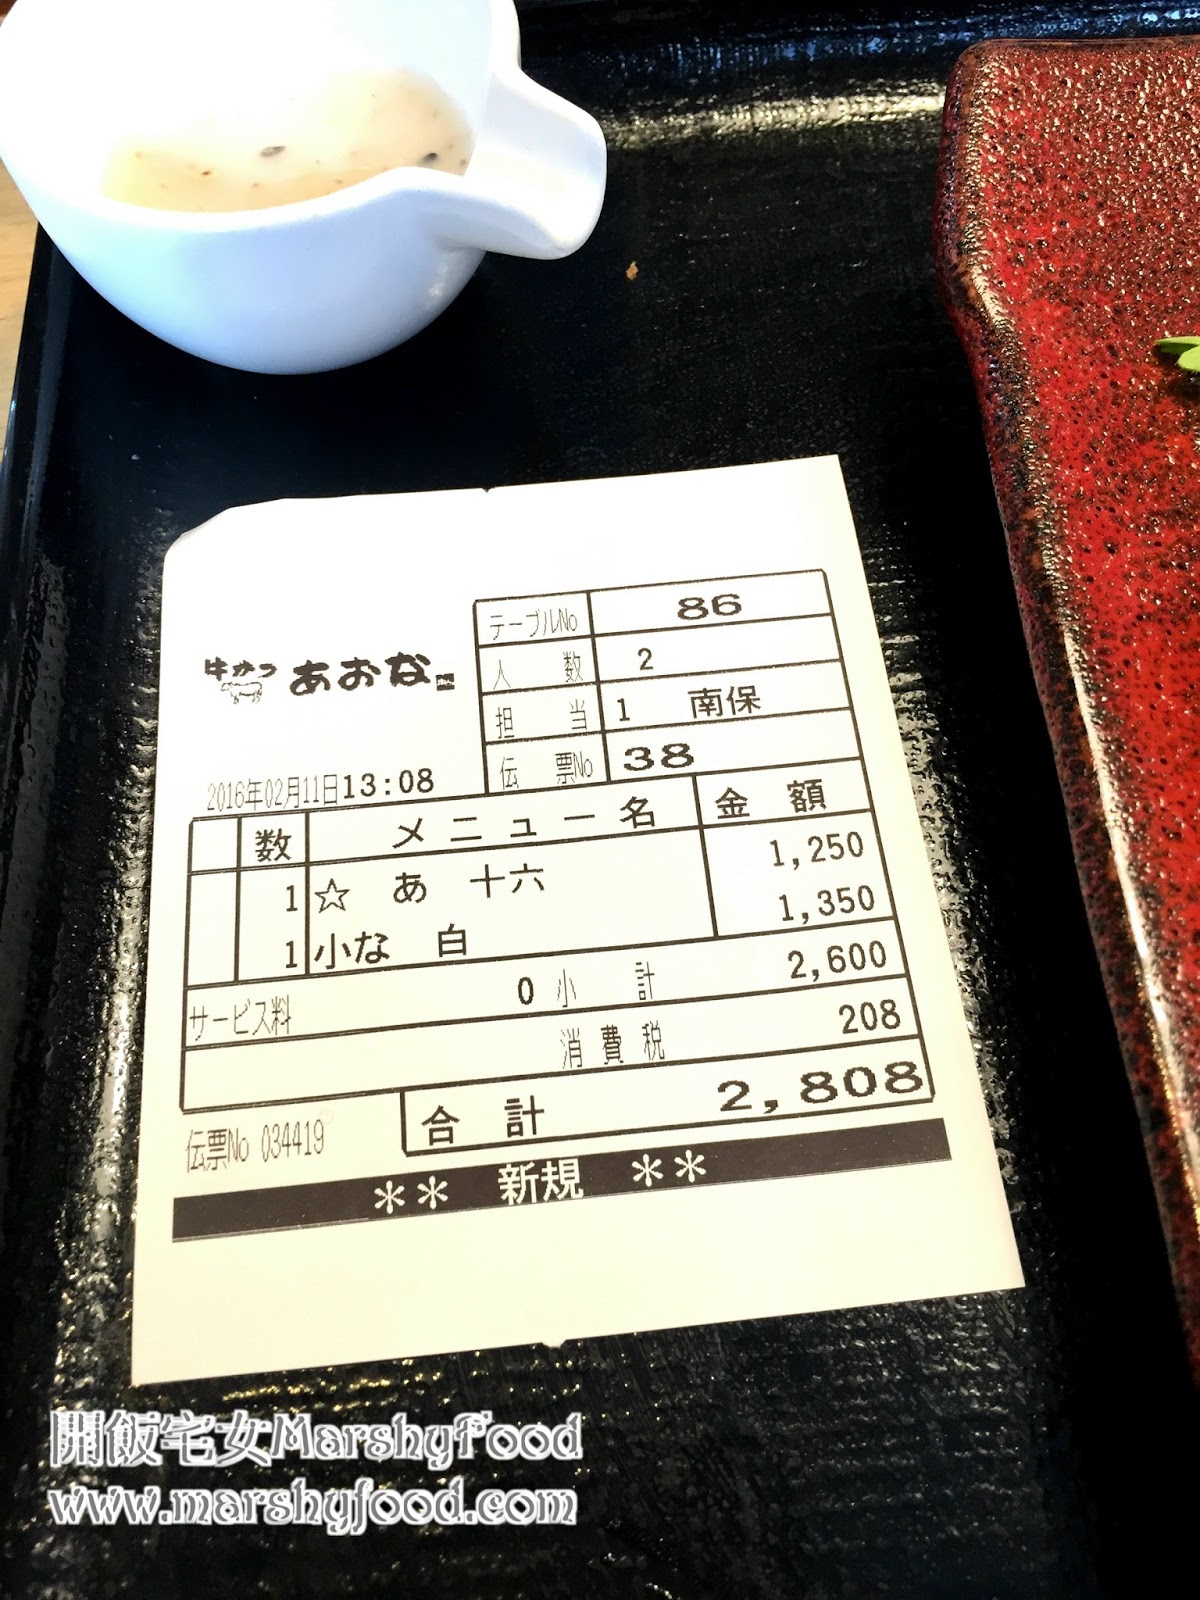 テーブルNo 86
人数 2
牛かつ あおな
担当 1 南保
伝票No 38
2016年02月11日13:08
数 メニュー名 金額
1 ☆ あ 十六 1,250
1 小な 白 1,350
サービス料 0 小計 2,600
消費税 208
合計 2,808
伝票No 034419
** 新規 **
開飯宅女MarshyFood
www.marshyfood.com